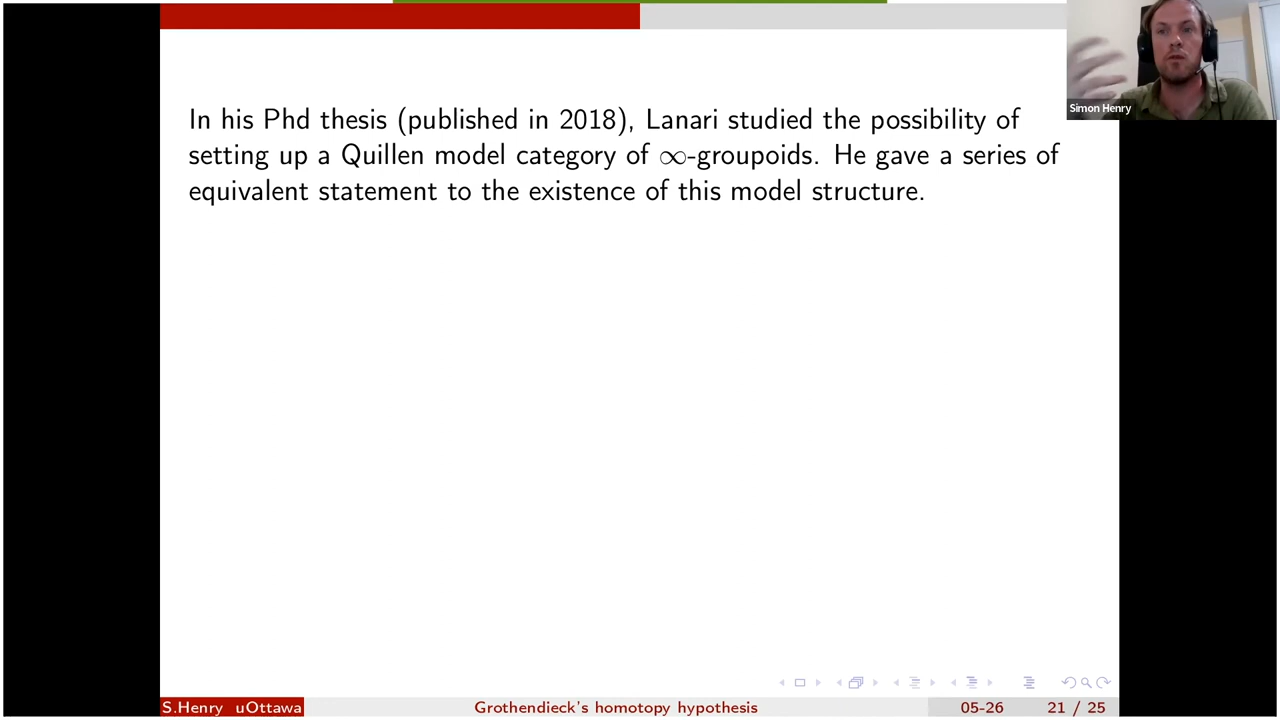 In his Phd thesis (published in 2018), Lanari studied the possibility of
setting up a Quillen model category of ∞-groupoids. He gave a series of
equivalent statement to the existence of this model structure.
Simon Henry
S.Henry uOttawa
Grothendieck's homotopy hypothesis
05-26
21 / 25